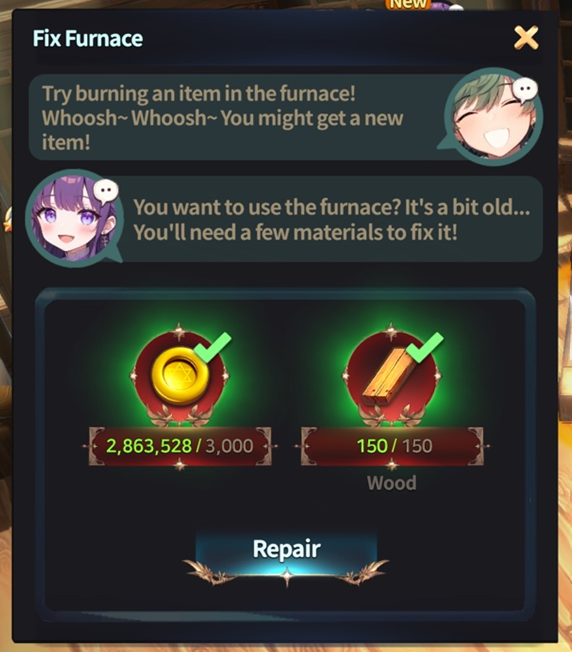 New
Fix Furnace
Try burning an item in the furnace!
Whoosh~ Whoosh~ You might get a new
item!
You want to use the furnace? It's a bit old...
You'll need a few materials to fix it!
2,863,528 / 3,000
150 / 150
Wood
Repair